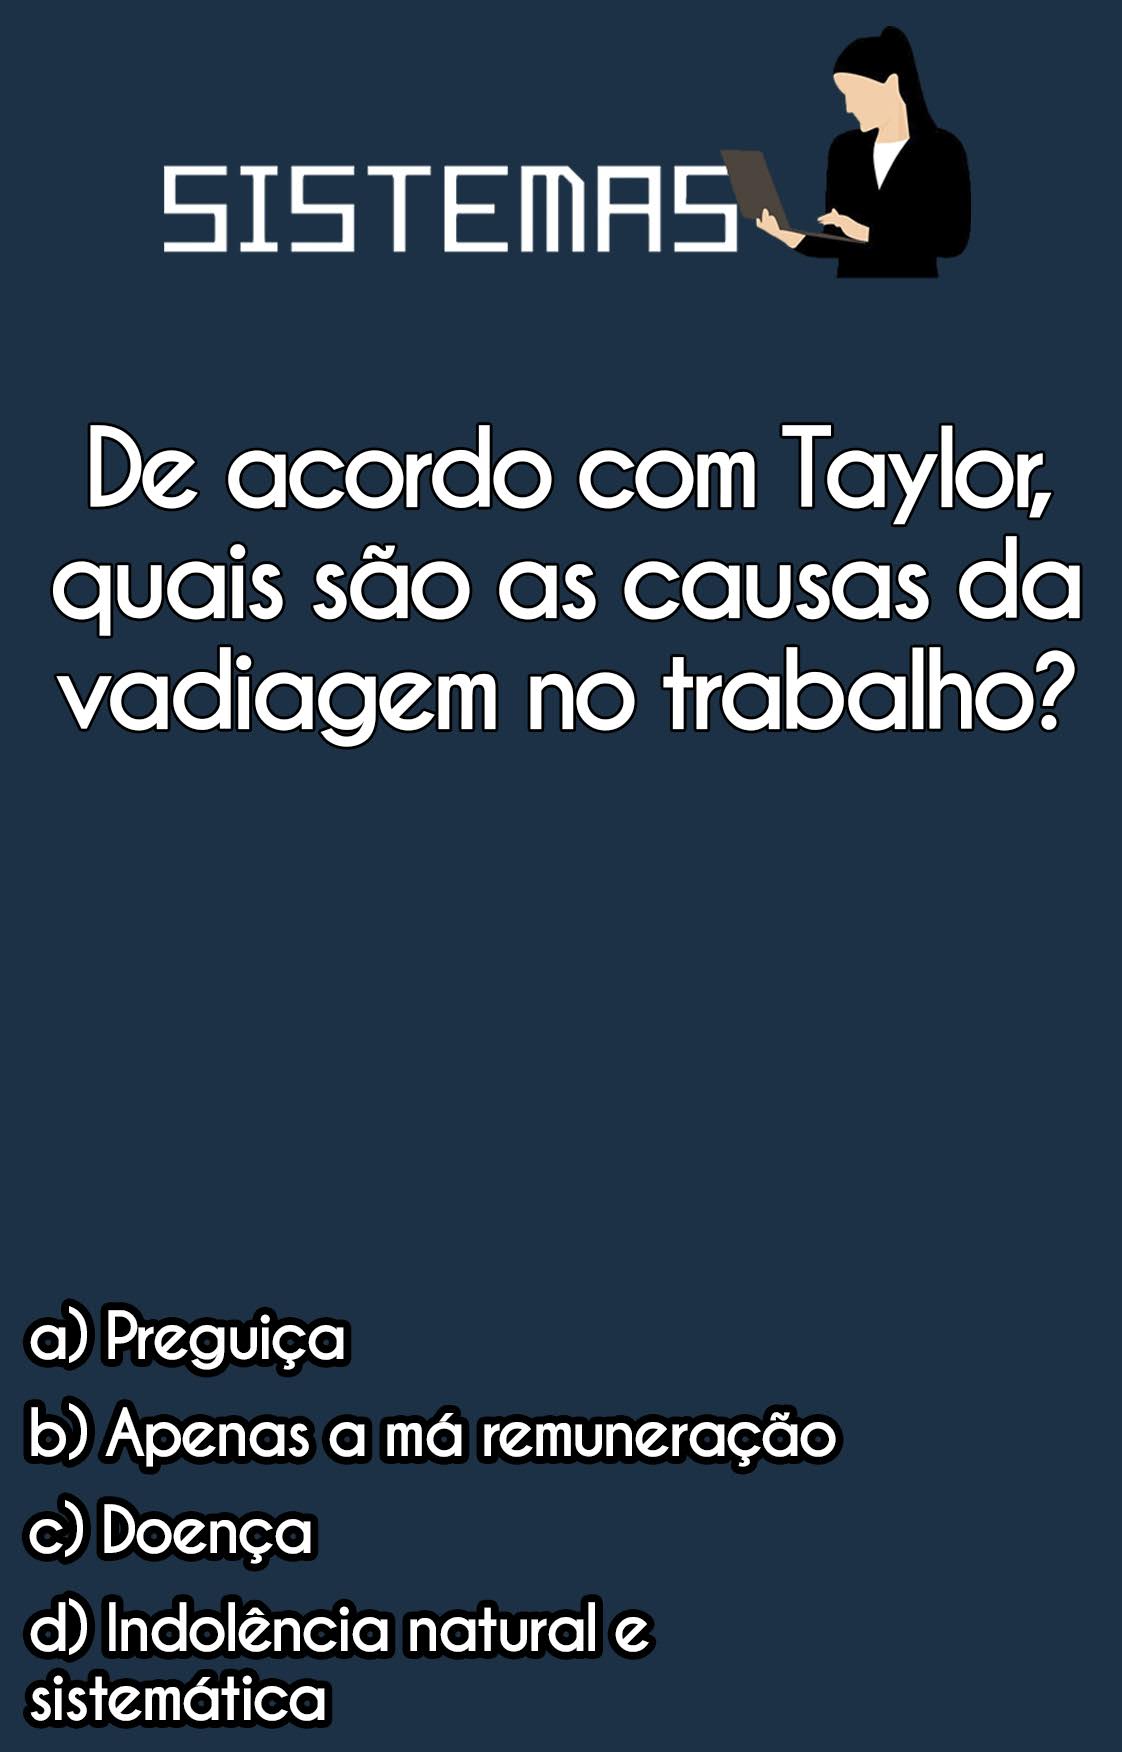 SISTEMAS
De acordo com Taylor,
quais são as causas da
vadiagem no trabalho?
a) Preguiça
b) Apenas a má remuneração
c) Doença
d) Indolência natural e
sistemática